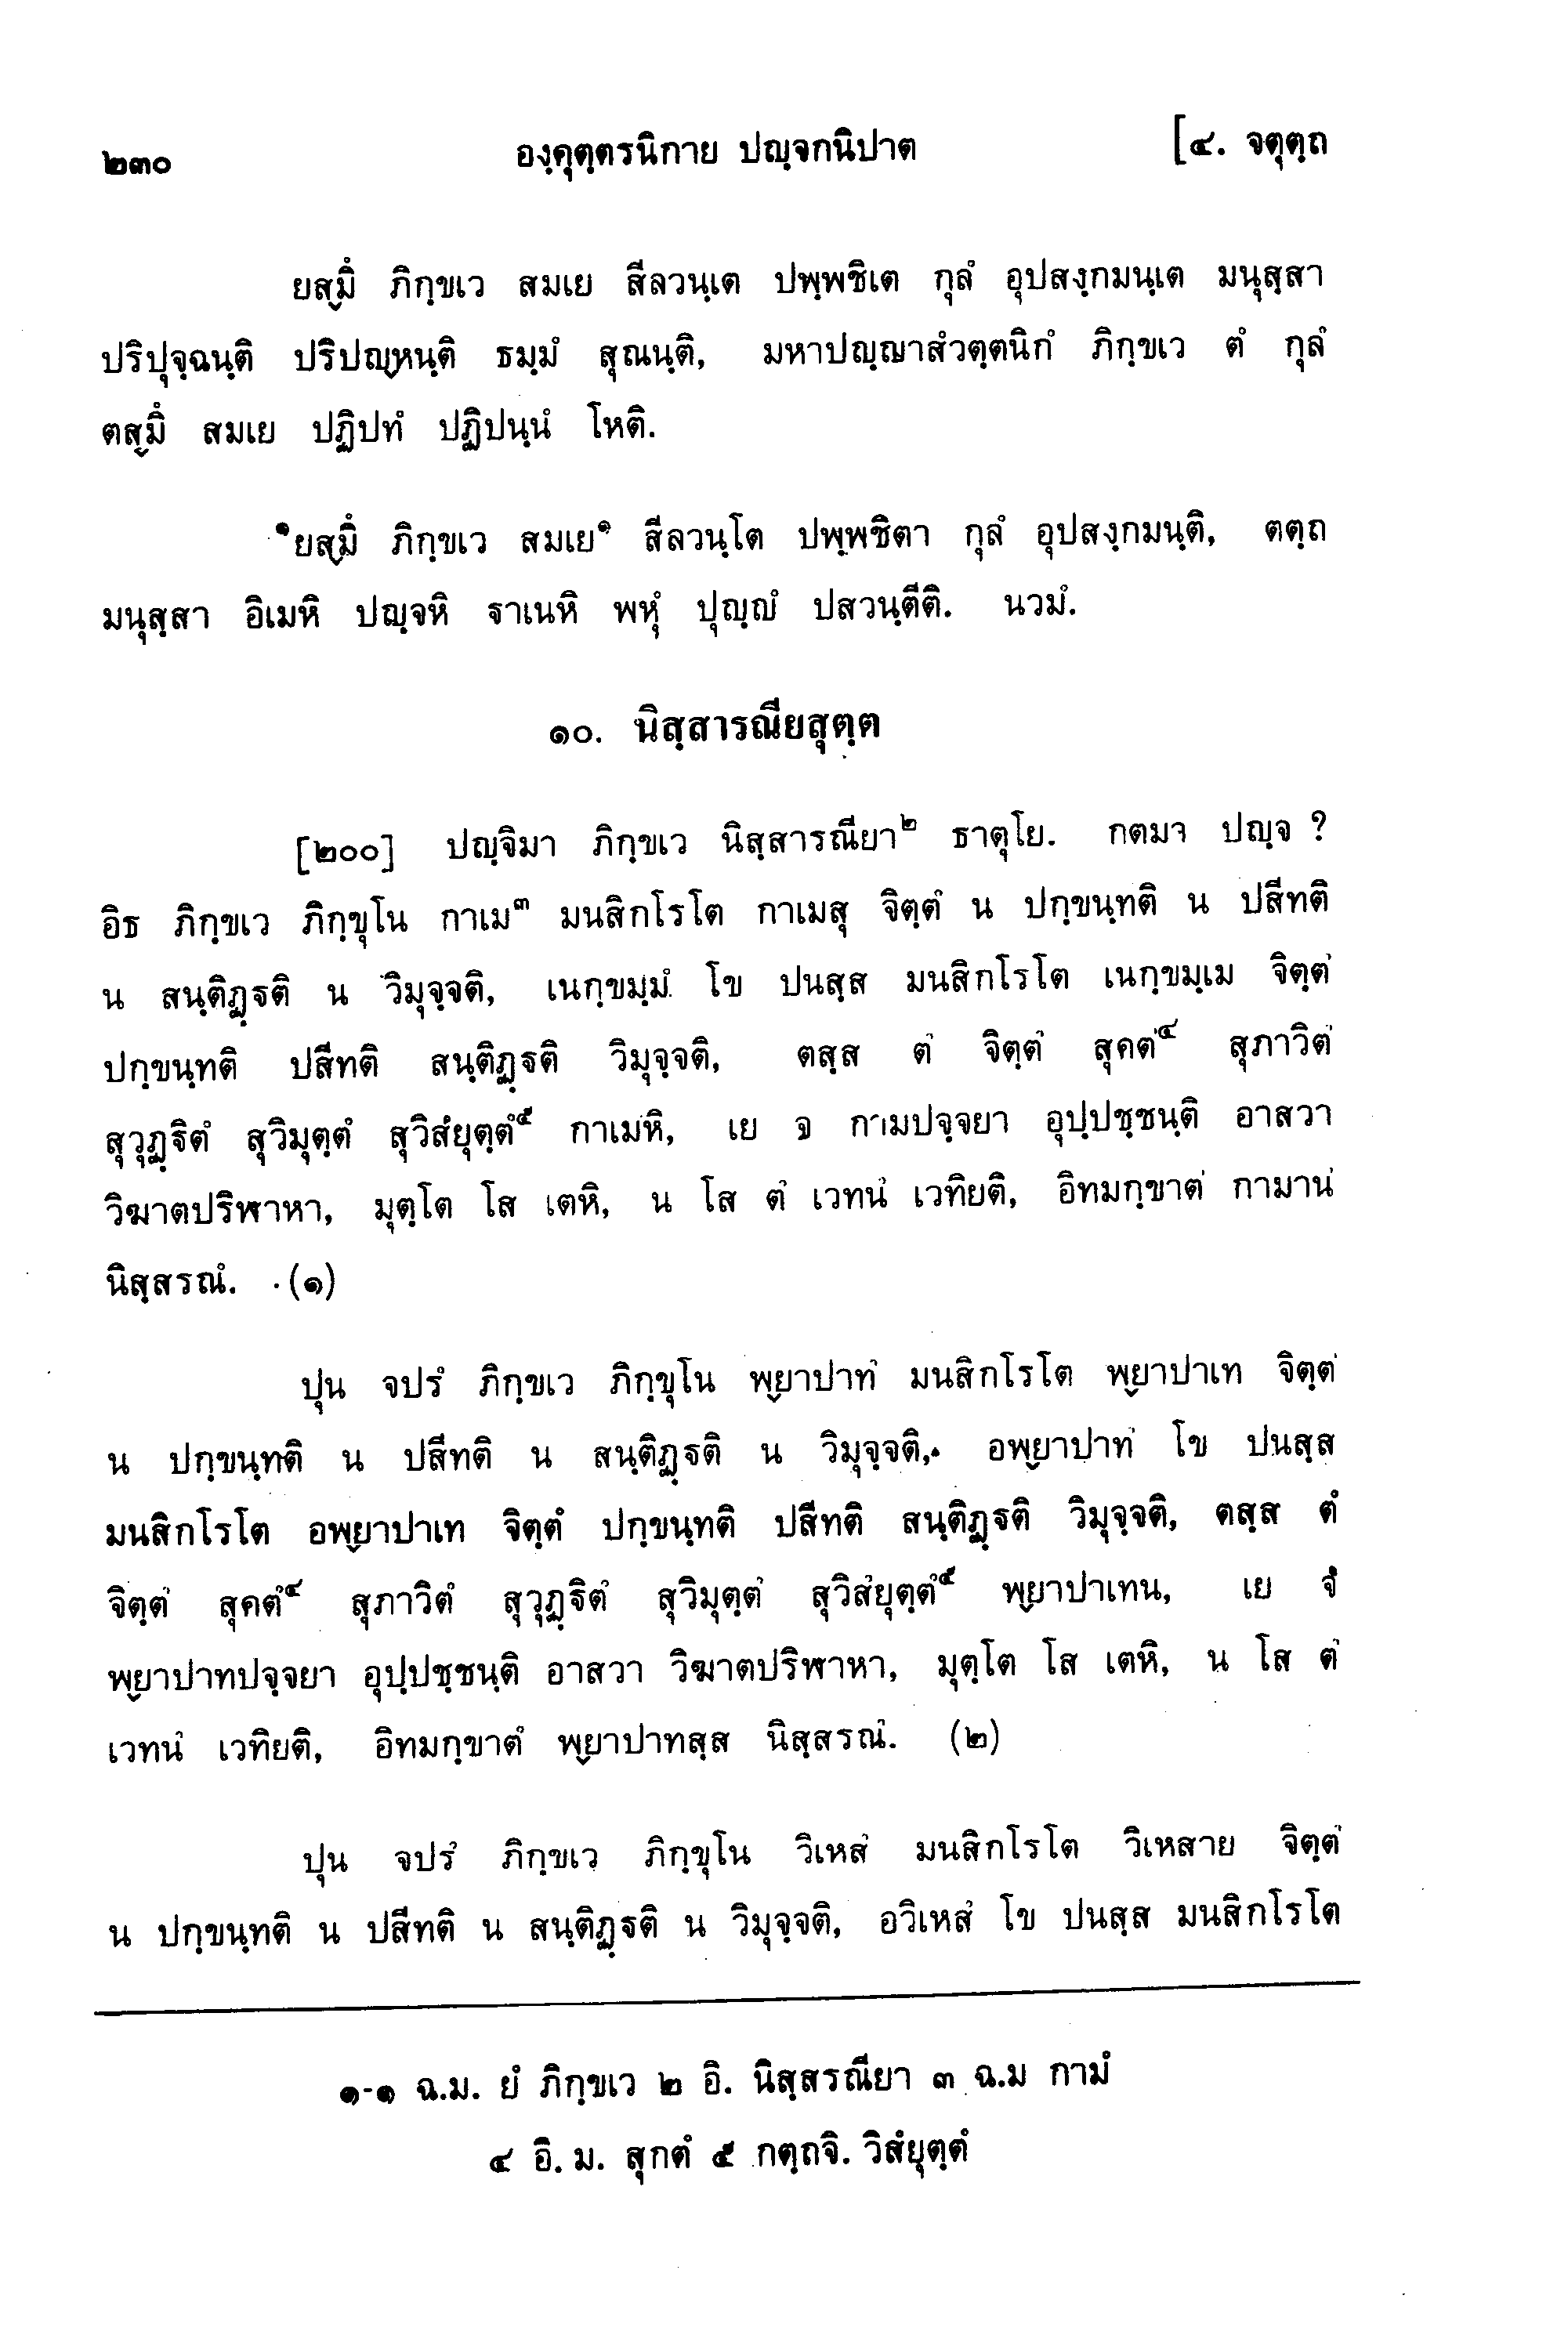 ๒๓๐ องฺคุตฺตรนิกาย ปญฺจกนิปาต [๔. จตุตฺถ
ยสฺมึ ภิกฺขเว สมเย สีลวนฺเต ปพฺพชิเต กุลํ อุปสงฺกมนฺเต มนุสฺสา
ปริปุจฺฉนฺติ ปริปญฺหนฺติ ธมฺมํ สุณนฺติ, มหาปญฺญาสํวตฺตนิกํ ภิกฺขเว ตํ กุลํ
ตสฺมึ สมเย ปฏิปทํ ปฏิปนฺนํ โหติ.
๑ยสฺมึ ภิกฺขเว สมเย๑ สีลวนฺโต ปพฺพชิตา กุลํ อุปสงฺกมนฺติ, ตตฺถ
มนุสฺสา อิเมหิ ปญฺจหิ ฐาเนหิ พหุํ ปุญฺญํ ปสวนฺตีติ. นวมํ.
๑๐. นิสฺสารณียสุตฺต
[๒๐๐] ปญฺจิมา ภิกฺขเว นิสฺสารณียา๒ ธาตุโย. กตมา ปญฺจ ?
อิธ ภิกฺขเว ภิกฺขุโน กาเม๓ มนสิกโรโต กาเมสุ จิตฺตํ น ปกฺขนฺทติ น ปสีทติ
น สนฺติฏฺฐติ น วิมุจฺจติ, เนกฺขมฺมํ โข ปนสฺส มนสิกโรโต เนกฺขมฺเม จิตฺตํ
ปกฺขนฺทติ ปสีทติ สนฺติฏฺฐติ วิมุจฺจติ, ตสฺส ตํ จิตฺตํ สุคตํ๔ สุภาวิตํ
สุวุฏฺฐิตํ สุวิมุตฺตํ สุวิสํยุตฺตํ๕ กาเมหิ, เย จ กามปจฺจยา อุปฺปชฺชนฺติ อาสวา
วิฆาตปริฬาหา, มุตฺโต โส เตหิ, น โส ตํ เวทนํ เวทิยติ, อิทมกฺขาตํ กามานํ
นิสฺสรณํ. (๑)
ปุน จปรํ ภิกฺขเว ภิกฺขุโน พฺยาปาทํ มนสิกโรโต พฺยาปาเท จิตฺตํ
น ปกฺขนฺทติ น ปสีทติ น สนฺติฏฺฐติ น วิมุจฺจติ, อพฺยาปาทํ โข ปนสฺส
มนสิกโรโต อพฺยาปาเท จิตฺตํ ปกฺขนฺทติ ปสีทติ สนฺติฏฺฐติ วิมุจฺจติ, ตสฺส ตํ
จิตฺตํ สุคตํ๔ สุภาวิตํ สุวุฏฺฐิตํ สุวิมุตฺตํ สุวิสํยุตฺตํ๕ พฺยาปาเทน, เย จํ
พฺยาปาทปจฺจยา อุปฺปชฺชนฺติ อาสวา วิฆาตปริฬาหา, มุตฺโต โส เตหิ, น โส ตํ
เวทนํ เวทิยติ, อิทมกฺขาตํ พฺยาปาทสฺส นิสฺสรณํ. (๒)
ปุน จปรํ ภิกฺขเว ภิกฺขุโน วิเหสํ มนสิกโรโต วิเหสาย จิตฺตํ
น ปกฺขนฺทติ น ปสีทติ น สนฺติฏฺฐติ น วิมุจฺจติ, อวิเหสํ โข ปนสฺส มนสิกโรโต
๑-๑ ฉ.ม. ยํ ภิกฺขเว ๒ อิ. นิสฺสรณียา ๓ ฉ.ม กามํ
๔ อิ. ม. สุกตํ ๕ กตฺถจิ. วิสํยุตฺตํ